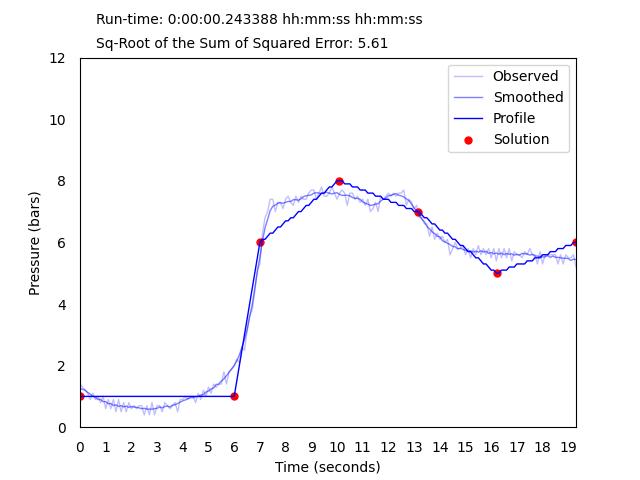 Run-time: 0:00:00.243388 hh:mm:ss hh:mm:ss
Sq-Root of the Sum of Squared Error: 5.61
Observed
Smoothed
Profile
Solution
Pressure (bars)
12
10
8
6
4
2
0
0 1 2 3 4 5 6 7 8 9 10 11 12 13 14 15 16 17 18 19
Time (seconds)